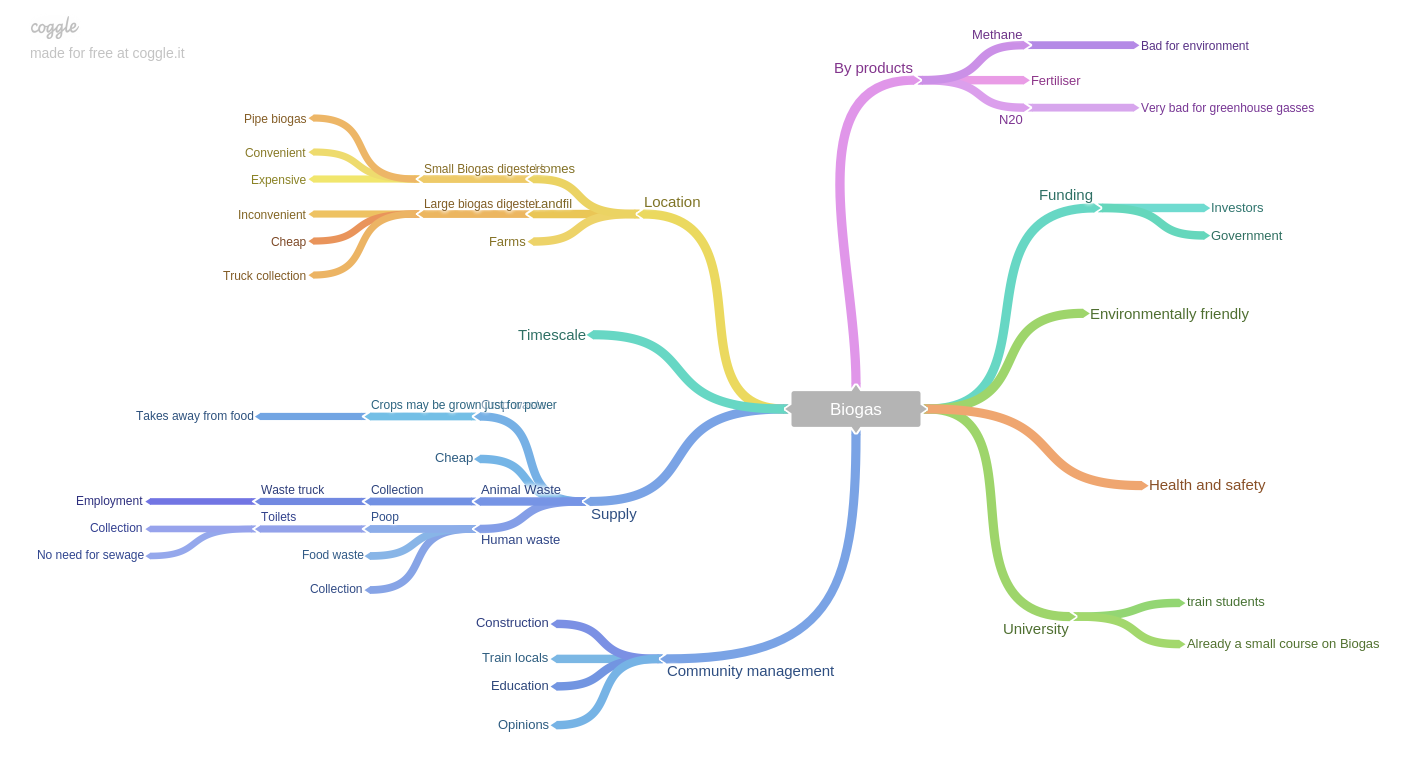 coggle
made for free at coggle.it
Biogas
By products
Methane
Bad for environment
Fertiliser
N20
Very bad for greenhouse gasses
Funding
Investors
Government
Environmentally friendly
Health and safety
University
train students
Already a small course on Biogas
Location
Homes
Small Biogas digesters
Pipe biogas
Convenient
Expensive
Landfil
Large biogas digester
Inconvenient
Cheap
Truck collection
Farms
Timescale
Supply
Crops may be grown just for power
Takes away from food
Cheap
Animal Waste
Collection
Waste truck
Employment
Human waste
Poop
Toilets
Collection
No need for sewage
Food waste
Collection
Community management
Construction
Train locals
Education
Opinions